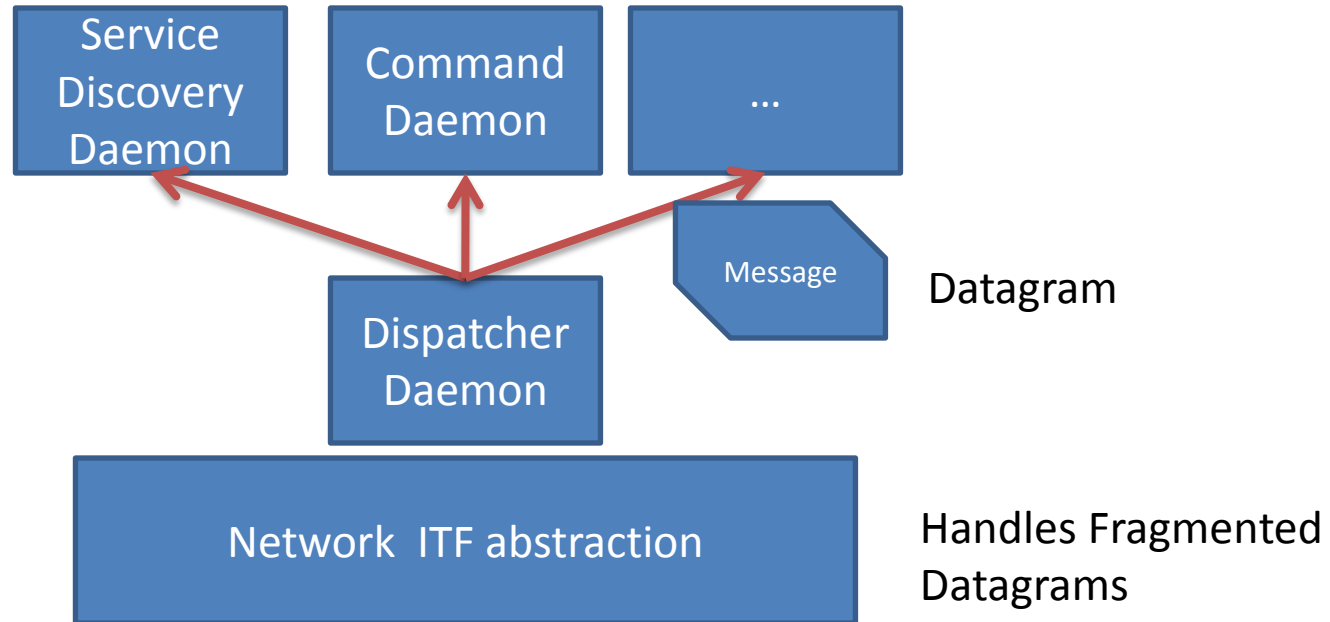 Service
Discovery
Daemon
Command
Daemon
...
Message
Datagram
Dispatcher
Daemon
Network ITF abstraction
Handles Fragmented
Datagrams